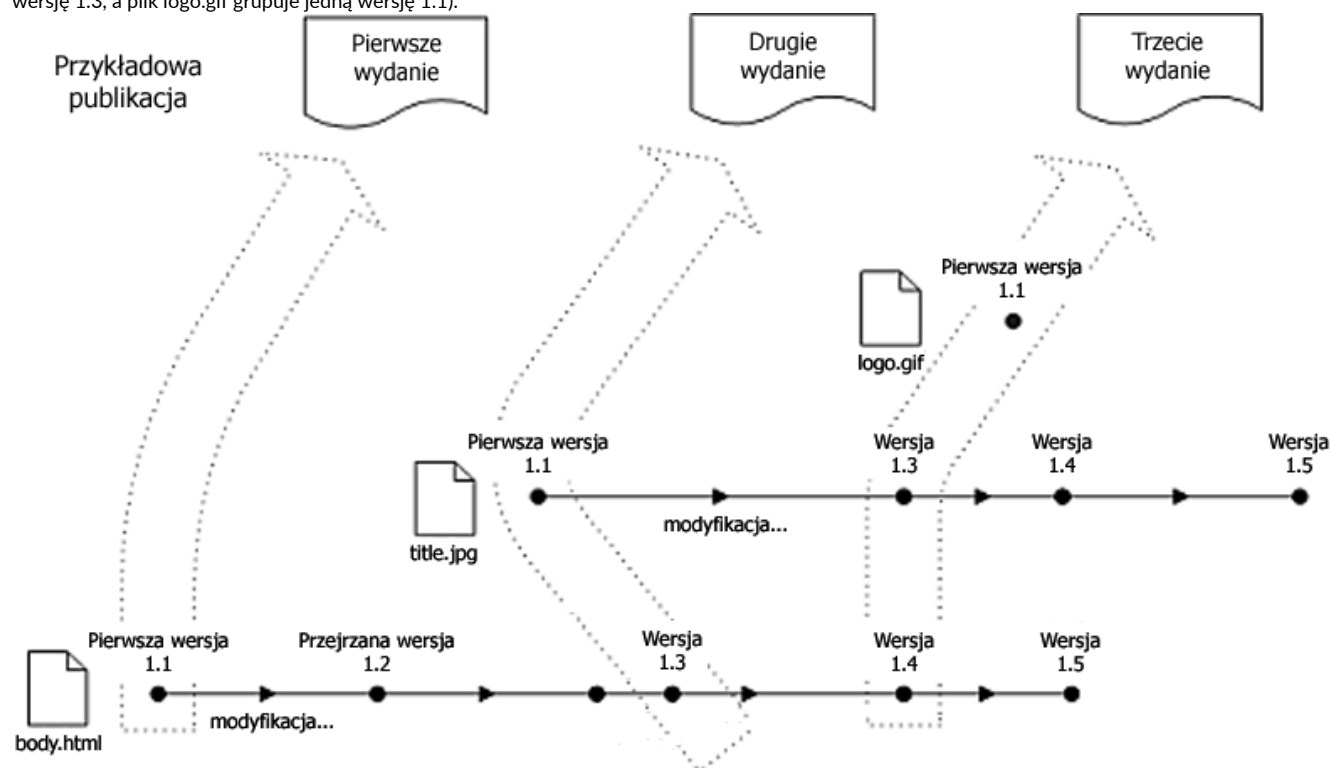 wersję 1.3, a plik logo.gif grupuje jedną wersję 1.1).
Przykładowa
publikacja
Pierwsze
wydanie
Drugie
wydanie
Trzecie
wydanie
Pierwsza wersja
1.1
logo.gif
Pierwsza wersja
1.1
Wersja
1.3
Wersja
1.4
Wersja
1.5
modyfikacja...
title.jpg
Pierwsza wersja
1.1
Przejrzana wersja
1.2
Wersja
1.3
Wersja
1.4
Wersja
1.5
modyfikacja...
body.html